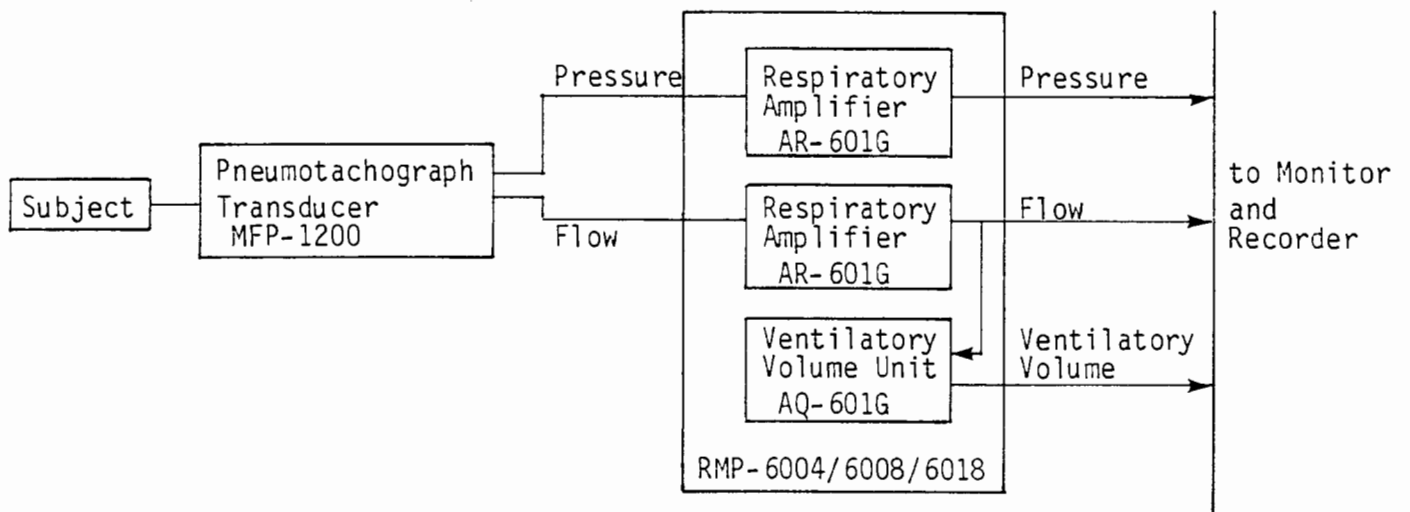 Subject
Pneumotachograph
Transducer
MFP-1200
Pressure
Flow
Respiratory
Amplifier
AR-601G
Respiratory
Amplifier
AR-601G
Ventilatory
Volume Unit
AQ-601G
RMP-6004/6008/6018
Pressure
Flow
Ventilatory
Volume
to Monitor
and
Recorder